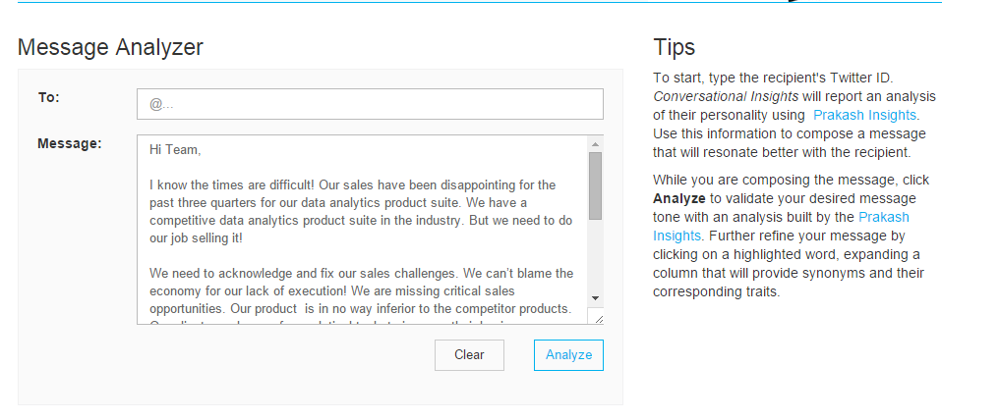 Message Analyzer
To:
@...
Message:
Hi Team,
I know the times are difficult! Our sales have been disappointing for the
past three quarters for our data analytics product suite. We have a
competitive data analytics product suite in the industry. But we need to do
our job selling it!
We need to acknowledge and fix our sales challenges. We can't blame the
economy for our lack of execution! We are missing critical sales
opportunities. Our product  is in no way inferior to the competitor products.
Clear
Analyze
Tips
To start, type the recipient's Twitter ID.
Conversational Insights will report an analysis
of their personality using  Prakash Insights.
Use this information to compose a message
that will resonate better with the recipient.
While you are composing the message, click
Analyze to validate your desired message
tone with an analysis built by the Prakash
Insights. Further refine your message by
clicking on a highlighted word, expanding a
column that will provide synonyms and their
corresponding traits.